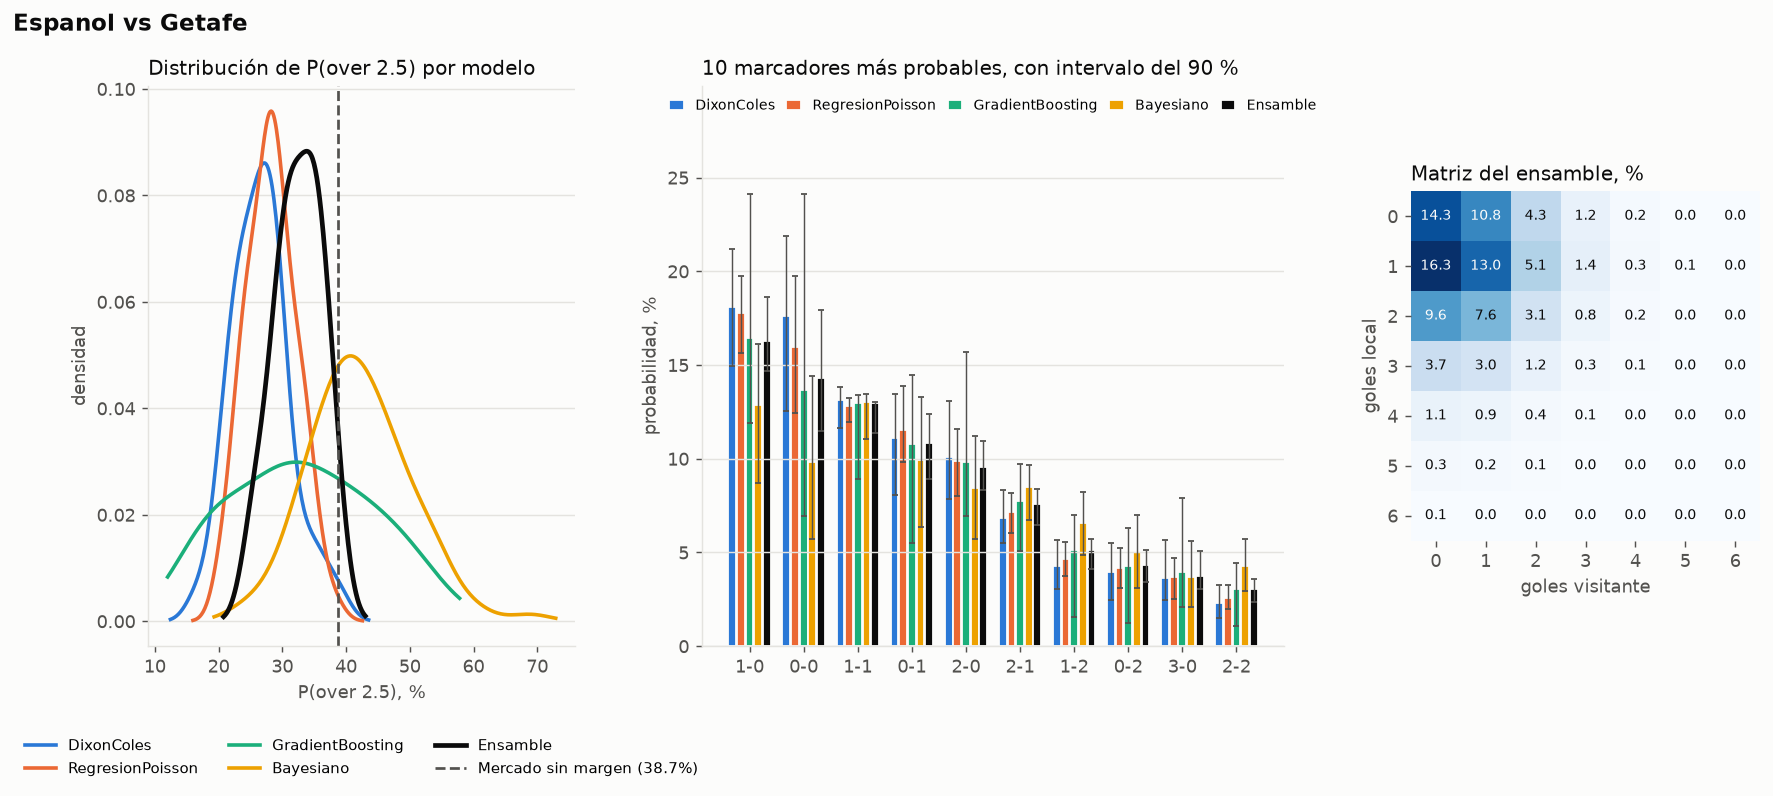 Espanol vs Getafe
Distribución de P(over 2.5) por modelo
0.10
0.08
0.06
0.04
0.02
0.00
densidad
10 20 30 40 50 60 70
P(over 2.5), %
DixonColes GradientBoosting Ensamble
RegresionPoisson Bayesiano Mercado sin margen (38.7%)
10 marcadores más probables, con intervalo del 90 %
DixonColes RegresionPoisson GradientBoosting Bayesiano Ensamble
25
20
15
10
5
0
probabilidad, %
1-0 0-0 1-1 0-1 2-0 2-1 1-2 0-2 3-0 2-2
Matriz del ensamble, %
0 14.3 10.8 4.3 1.2 0.2 0.0 0.0
1 16.3 13.0 5.1 1.4 0.3 0.1 0.0
2 9.6 7.6 3.1 0.8 0.2 0.0 0.0
3 3.7 3.0 1.2 0.3 0.1 0.0 0.0
4 1.1 0.9 0.4 0.1 0.0 0.0 0.0
5 0.3 0.2 0.1 0.0 0.0 0.0 0.0
6 0.1 0.0 0.0 0.0 0.0 0.0 0.0
goles local
0 1 2 3 4 5 6
goles visitante